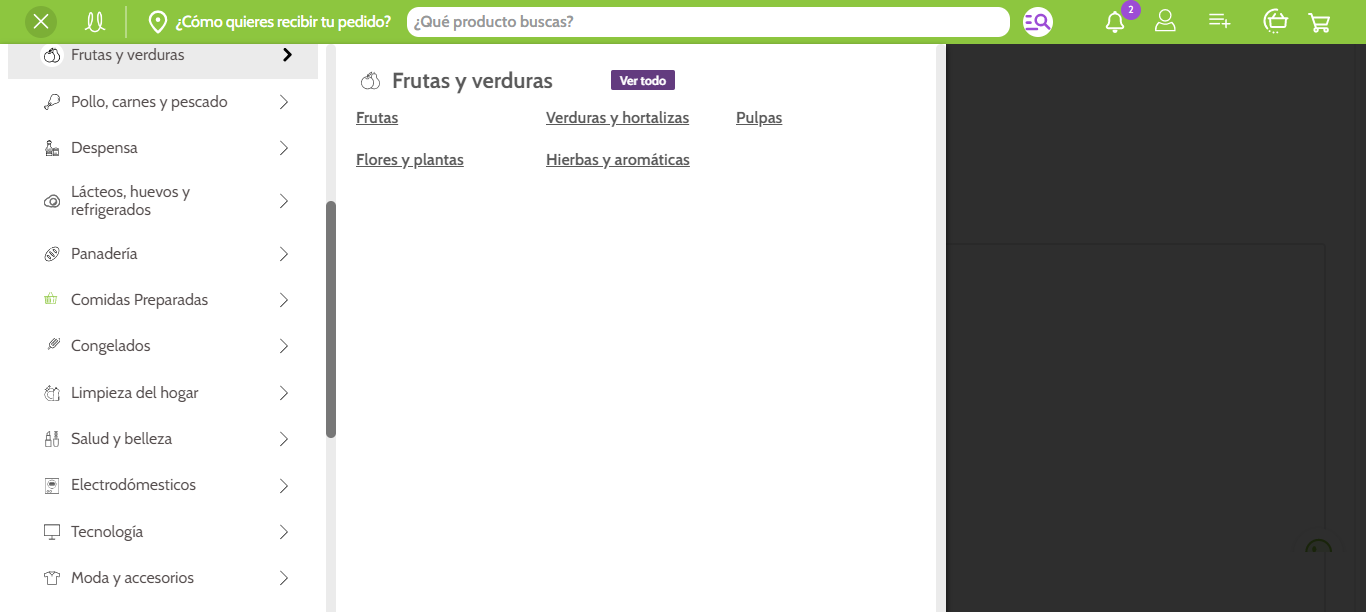 ¿Cómo quieres recibir tu pedido?
¿Qué producto buscas?
2
Frutas y verduras
Pollo, carnes y pescado
Despensa
Lácteos, huevos y
refrigerados
Panadería
Comidas Preparadas
Congelados
Limpieza del hogar
Salud y belleza
Electrodómesticos
Tecnología
Moda y accesorios
Frutas y verduras
Ver todo
Frutas
Verduras y hortalizas
Pulpas
Flores y plantas
Hierbas y aromáticas